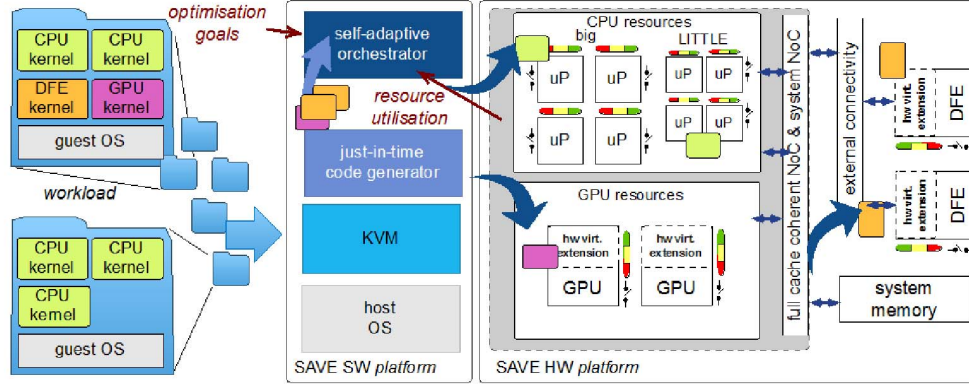 optimisation
goals
CPU
kernel
CPU
kernel
DFE
kernel
GPU
kernel
guest OS
workload
CPU
kernel
CPU
kernel
CPU
kernel
guest OS
self-adaptive
orchestrator
resource
utilisation
just-in-time
code generator
KVM
host
OS
SAVE SW platform
CPU resources
big
LITTLE
uP
uP
uP
uP
uP
uP
uP
uP
GPU resources
hw virt.
extension
GPU
hw virt.
extension
GPU
SAVE HW platform
full cache coherent NoC & system NoC
external connectivity
hw virt.
extension
DFE
hw virt.
extension
DFE
system
memory